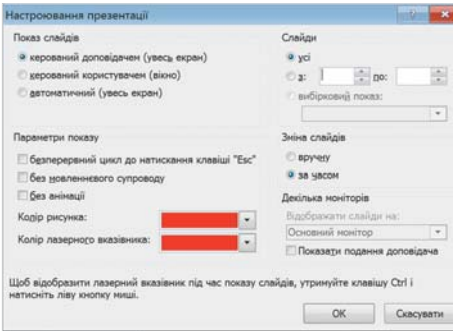 Настроювання презентації
Показ слайдів
керований доповідачем (увесь екран)
керований користувачем (вікно)
автоматичний (увесь екран)
Слайди
усі
з:
по:
вибірковий показ:
Параметри показу
безперервний цикл до натискання клавіші "Esc"
без мовленнєвого супроводу
без анімації
Колір рисунка:
Колір лазерного вказівника:
Зміна слайдів
вручну
за часом
Декілька моніторів
Відображати слайди на:
Основний монітор
Показати подання доповідача
Щоб відобразити лазерний вказівник під час показу слайдів, утримуйте клавішу Ctrl і
натисніть ліву кнопку миші.
ОК
Скасувати